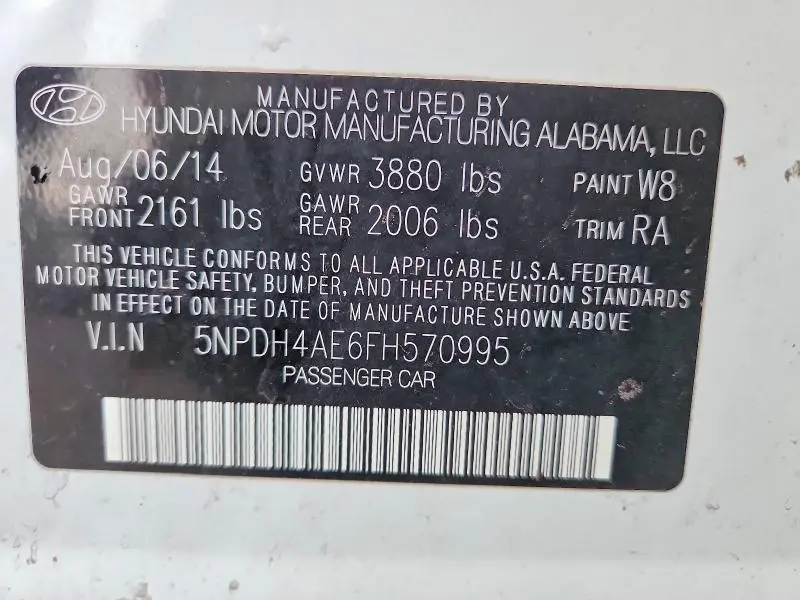 MANUFACTURED BY
HYUNDAI MOTOR MANUFACTURING ALABAMA, LLC
Aug/06/14 GVWR 3880 lbs PAINT W8
GAWR FRONT 2161 lbs GAWR REAR 2006 lbs TRIM RA
THIS VEHICLE CONFORMS TO ALL APPLICABLE U.S.A. FEDERAL
MOTOR VEHICLE SAFETY, BUMPER, AND THEFT PREVENTION STANDARDS
IN EFFECT ON THE DATE OF MANUFACTURE SHOWN ABOVE
V.I.N 5NPDH4AE6FH570995
PASSENGER CAR